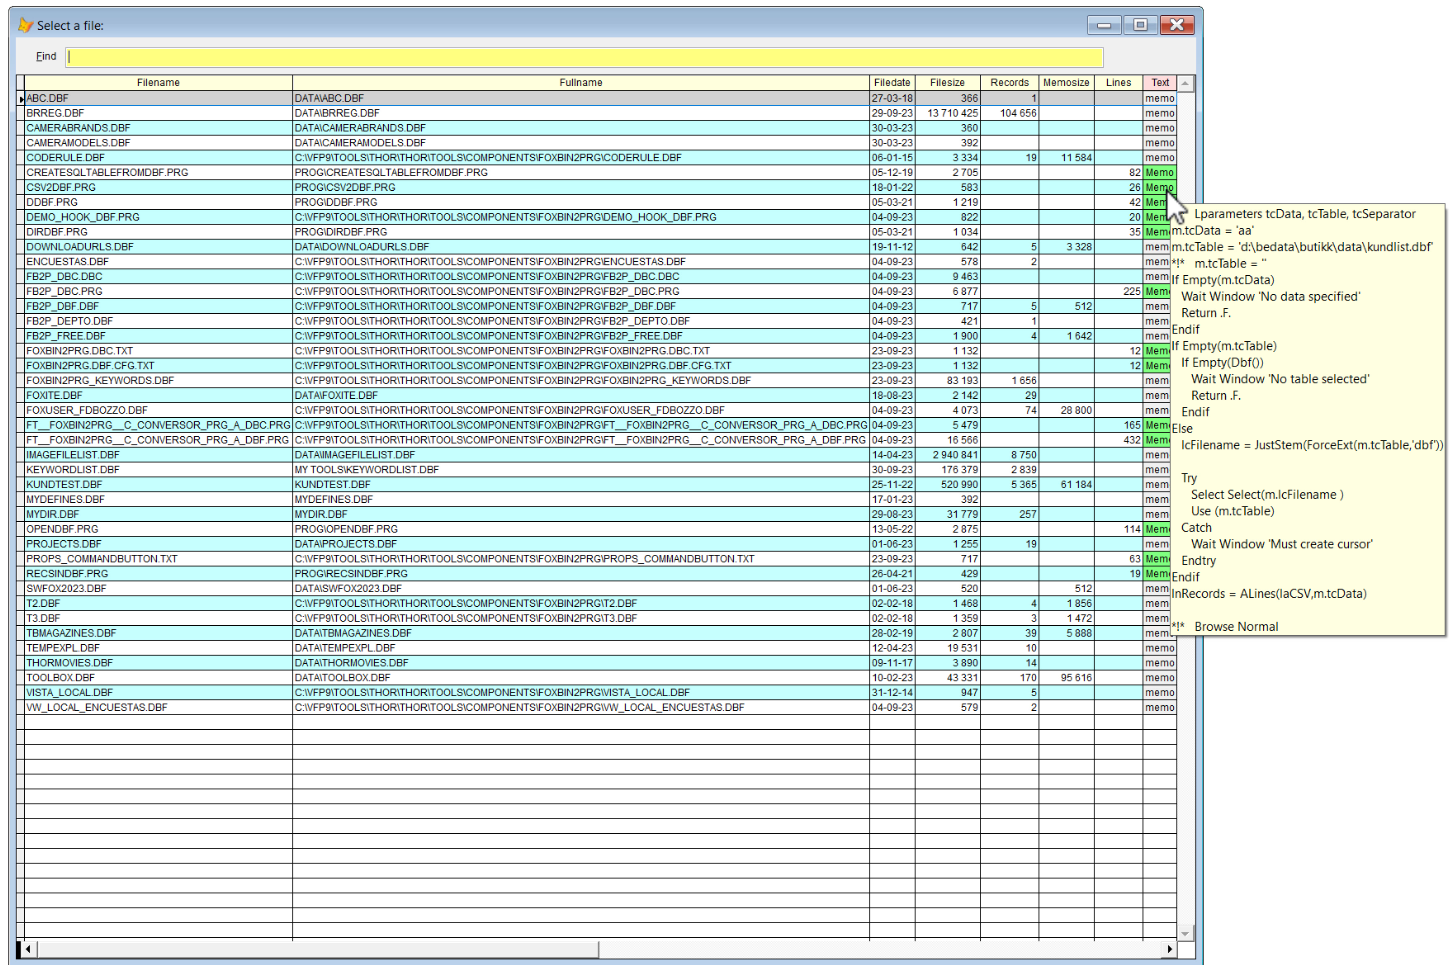 Select a file:
Find
Filename Fullname Filedate Filesize Records Memosize Lines Text
ABC.DBF DATA\ABC.DBF 27-03-18 366 1 memo
BRREG.DBF DATA\BRREG.DBF 29-09-23 13 710 425 104 656 memo
CAMERABRANDS.DBF DATA\CAMERABRANDS.DBF 30-03-23 360 memo
CAMERAMODELS.DBF DATA\CAMERAMODELS.DBF 30-03-23 392 memo
CODERULE.DBF C:\VFP9\TOOLS\THOR\THOR\TOOLS\COMPONENTS\FOXBIN2PRG\CODERULE.DBF 06-01-15 3 334 19 11 584 memo
CREATESQLTABLEFROMDBF.PRG PROG\CREATESQLTABLEFROMDBF.PRG 05-12-19 2 705 82 Memo
CSV2DBF.PRG PROG\CSV2DBF.PRG 18-01-22 583 26 Memo
DDBF.PRG PROG\DDBF.PRG 05-03-21 1 219 42 Mem
DEMO_HOOK_DBF.PRG C:\VFP9\TOOLS\THOR\THOR\TOOLS\COMPONENTS\FOXBIN2PRG\DEMO_HOOK_DBF.PRG 04-09-23 822 20 Mem
DIRDBF.PRG PROG\DIRDBF.PRG 05-03-21 1 034 35 Mem
DOWNLOADURLS.DBF DATA\DOWNLOADURLS.DBF 19-11-12 642 5 3 328 mem
ENCUESTAS.DBF C:\VFP9\TOOLS\THOR\THOR\TOOLS\COMPONENTS\FOXBIN2PRG\ENCUESTAS.DBF 04-09-23 578 2 mem
FB2P_DBC.DBC C:\VFP9\TOOLS\THOR\THOR\TOOLS\COMPONENTS\FOXBIN2PRG\FB2P_DBC.DBC 04-09-23 9 463 mem
FB2P_DBC.PRG C:\VFP9\TOOLS\THOR\THOR\TOOLS\COMPONENTS\FOXBIN2PRG\FB2P_DBC.PRG 04-09-23 6 877 225 Mem
FB2P_DBF.DBF C:\VFP9\TOOLS\THOR\THOR\TOOLS\COMPONENTS\FOXBIN2PRG\FB2P_DBF.DBF 04-09-23 717 5 512 mem
FB2P_DEPTO.DBF C:\VFP9\TOOLS\THOR\THOR\TOOLS\COMPONENTS\FOXBIN2PRG\FB2P_DEPTO.DBF 04-09-23 421 1 mem
FB2P_FREE.DBF C:\VFP9\TOOLS\THOR\THOR\TOOLS\COMPONENTS\FOXBIN2PRG\FB2P_FREE.DBF 04-09-23 1 900 4 1 642 mem
FOXBIN2PRG.DBC.TXT C:\VFP9\TOOLS\THOR\THOR\TOOLS\COMPONENTS\FOXBIN2PRG\FOXBIN2PRG.DBC.TXT 23-09-23 1 132 12 Mem
FOXBIN2PRG.DBF.CFG.TXT C:\VFP9\TOOLS\THOR\THOR\TOOLS\COMPONENTS\FOXBIN2PRG\FOXBIN2PRG.DBF.CFG.TXT 23-09-23 1 132 12 Mem
FOXBIN2PRG_KEYWORDS.DBF C:\VFP9\TOOLS\THOR\THOR\TOOLS\COMPONENTS\FOXBIN2PRG\FOXBIN2PRG_KEYWORDS.DBF 23-09-23 83 193 1 656 mem
FOXITE.DBF DATA\FOXITE.DBF 18-08-23 2 142 29 mem
FOXUSER_FDBOZZO.DBF C:\VFP9\TOOLS\THOR\THOR\TOOLS\COMPONENTS\FOXBIN2PRG\FOXUSER_FDBOZZO.DBF 04-09-23 4 073 74 28 800 mem
FT__FOXBIN2PRG__C_CONVERSOR_PRG_A_DBC.PRG C:\VFP9\TOOLS\THOR\THOR\TOOLS\COMPONENTS\FOXBIN2PRG\FT__FOXBIN2PRG__C_CONVERSOR_PRG_A_DBC.PRG 04-09-23 5 479 165 Mem
FT__FOXBIN2PRG__C_CONVERSOR_PRG_A_DBF.PRG C:\VFP9\TOOLS\THOR\THOR\TOOLS\COMPONENTS\FOXBIN2PRG\FT__FOXBIN2PRG__C_CONVERSOR_PRG_A_DBF.PRG 04-09-23 16 566 432 Mem
IMAGEFILELIST.DBF DATA\IMAGEFILELIST.DBF 14-04-23 2 940 841 8 750 mem
KEYWORDLIST.DBF MY TOOLS\KEYWORDLIST.DBF 30-09-23 176 379 2 839 mem
KUNDTEST.DBF KUNDTEST.DBF 25-11-22 520 990 5 365 61 184 mem
MYDEFINES.DBF MYDEFINES.DBF 17-01-23 392 mem
MYDIR.DBF MYDIR.DBF 29-08-23 31 779 257 mem
OPENDBF.PRG PROG\OPENDBF.PRG 13-05-22 2 875 114 Mem
PROJECTS.DBF DATA\PROJECTS.DBF 01-06-23 1 255 19 mem
PROPS_COMMANDBUTTON.TXT C:\VFP9\TOOLS\THOR\THOR\TOOLS\COMPONENTS\FOXBIN2PRG\PROPS_COMMANDBUTTON.TXT 23-09-23 717 63 Mem
RECSINDBF.PRG PROG\RECSINDBF.PRG 26-04-21 429 19 Mem
SWFOX2023.DBF DATA\SWFOX2023.DBF 01-06-23 520 512 mem
T2.DBF C:\VFP9\TOOLS\THOR\THOR\TOOLS\COMPONENTS\FOXBIN2PRG\T2.DBF 02-02-18 1 468 4 1 856 mem
T3.DBF C:\VFP9\TOOLS\THOR\THOR\TOOLS\COMPONENTS\FOXBIN2PRG\T3.DBF 02-02-18 1 359 3 1 472 mem
TBMAGAZINES.DBF DATA\TBMAGAZINES.DBF 28-02-19 2 807 39 5 888 memo
TEMPEXPL.DBF DATA\TEMPEXPL.DBF 12-04-23 19 531 10 memo
THORMOVIES.DBF DATA\THORMOVIES.DBF 09-11-17 3 890 14 memo
TOOLBOX.DBF DATA\TOOLBOX.DBF 10-02-23 43 331 170 95 616 memo
VISTA_LOCAL.DBF C:\VFP9\TOOLS\THOR\THOR\TOOLS\COMPONENTS\FOXBIN2PRG\VISTA_LOCAL.DBF 31-12-14 947 5 memo
VW_LOCAL_ENCUESTAS.DBF C:\VFP9\TOOLS\THOR\THOR\TOOLS\COMPONENTS\FOXBIN2PRG\VW_LOCAL_ENCUESTAS.DBF 04-09-23 579 2 memo
Lparameters tcData, tcTable, tcSeparator
m.tcData = 'aa'
m.tcTable = 'd:\bedata\butikk\data\kundlist.dbf'
*!* m.tcTable = ''
If Empty(m.tcData)
Wait Window 'No data specified'
Return .F.
Endif
If Empty(m.tcTable)
If Empty(Dbf())
Wait Window 'No table selected'
Return .F.
Endif
Else
lcFilename = JustStem(ForceExt(m.tcTable,'dbf'))
Try
Select Select(m.lcFilename )
Use (m.tcTable)
Catch
Wait Window 'Must create cursor'
Endtry
Endif
lnRecords = ALines(laCSV,m.tcData)
*!* Browse Normal